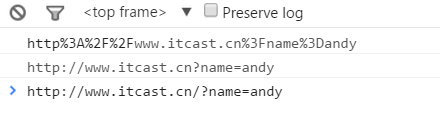 <top frame>
Preserve log
http%3A%2F%2Fwww.itcast.cn%3Fname%3Dandy
http://www.itcast.cn?name=andy
http://www.itcast.cn/?name=andy